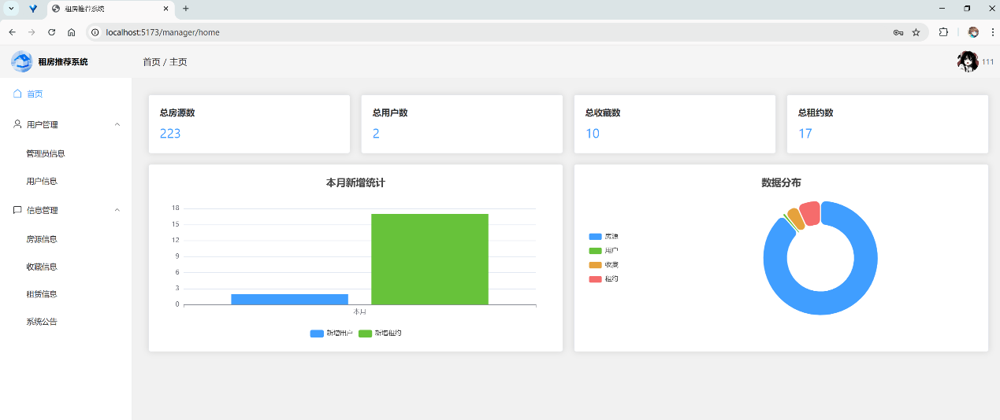 租房推荐系统
localhost:5173/manager/home
租房推荐系统
首页 / 主页
111
首页
用户管理
管理员信息
用户信息
信息管理
房源信息
收藏信息
租赁信息
系统公告
总房源数
223
总用户数
2
总收藏数
10
总租约数
17
本月新增统计
18
15
12
9
6
3
0
本月
新增用户 新增租约
数据分布
房源
用户
收藏
租约